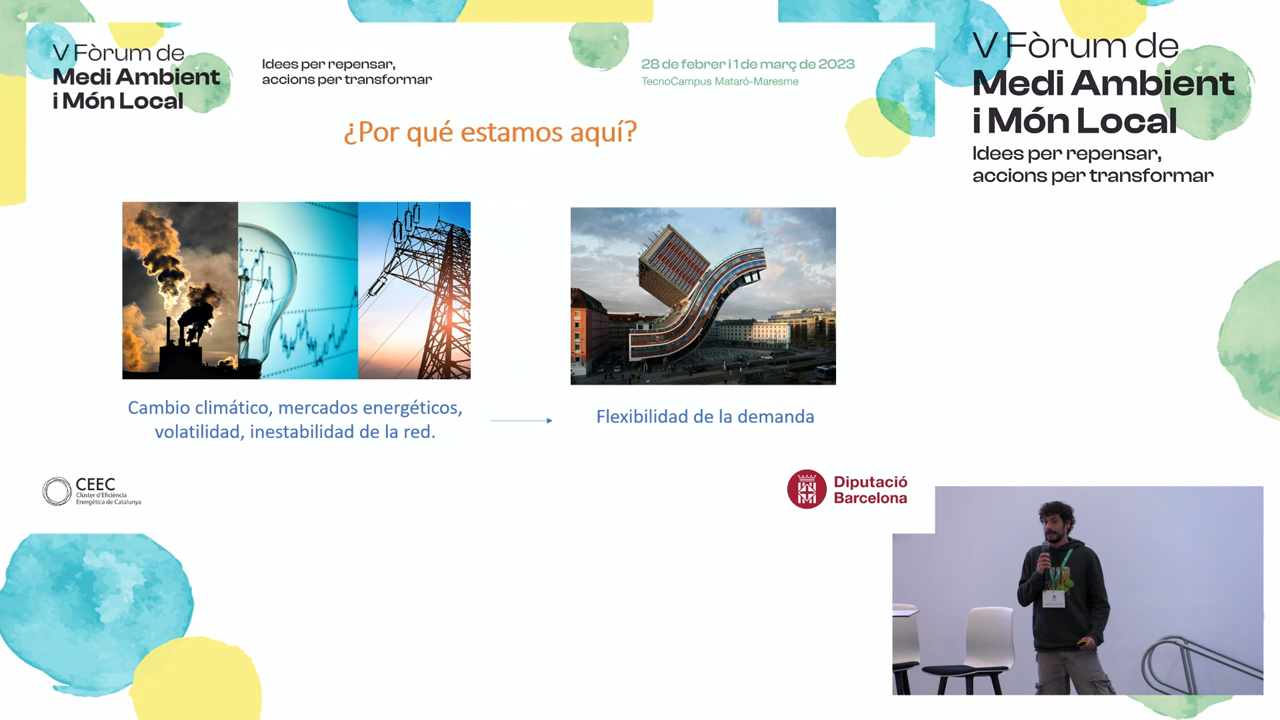 V Fòrum de
Medi Ambient
i Món Local
Idees per repensar,
accions per transformar
28 de febrer i 1 de març de 2023
TecnoCampus Mataró-Maresme
¿Por qué estamos aquí?
Cambio climático, mercados energéticos,
volatilidad, inestabilidad de la red.
Flexibilidad de la demanda
CEEC
Clúster d'Eficiència
Energètica de Catalunya
Diputació
Barcelona
V Fòrum de
Medi Ambient
i Món Local
Idees per repensar,
accions per transformar